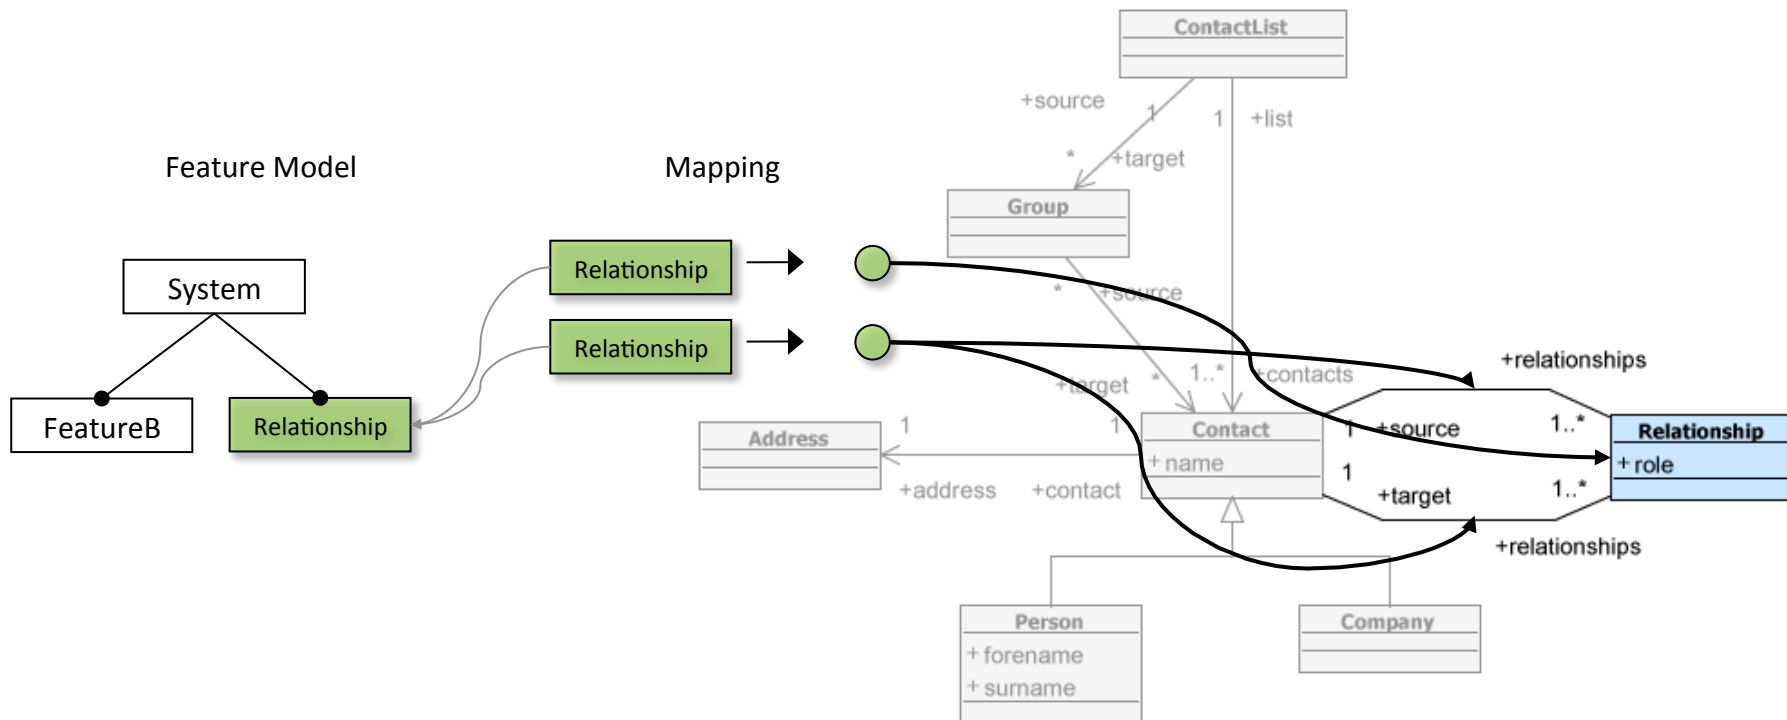 ContactList
+source
1
1
+list
Feature Model
Mapping
*
+target
Group
Relationship
System
*
+source
Relationship
+relationships
+target
*
1..*
+contacts
FeatureB
Relationship
Address
1
1
Contact
1
+source
1..*
Relationship
+ name
1
+ role
+address
+contact
+target
1..*
+relationships
Person
Company
+ forename
+ surname